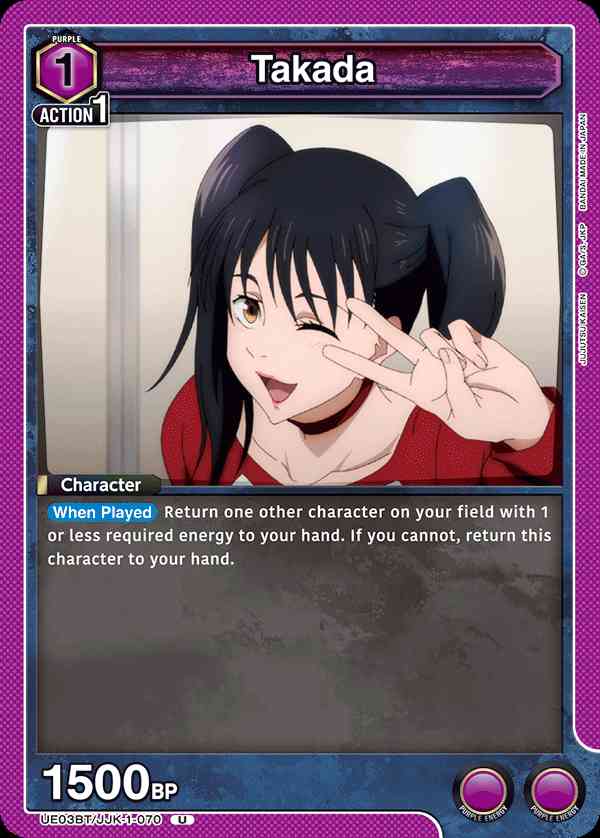 PURPLE
1
Takada
ACTION 1
JUJUTSU KAISEN © GA/S,JKP BANDAI MADE IN JAPAN
Character
When Played Return one other character on your field with 1
or less required energy to your hand. If you cannot, return this
character to your hand.
1500BP
PURPLE ENERGY
PURPLE ENERGY
UE03BT/JJK-1-070 U